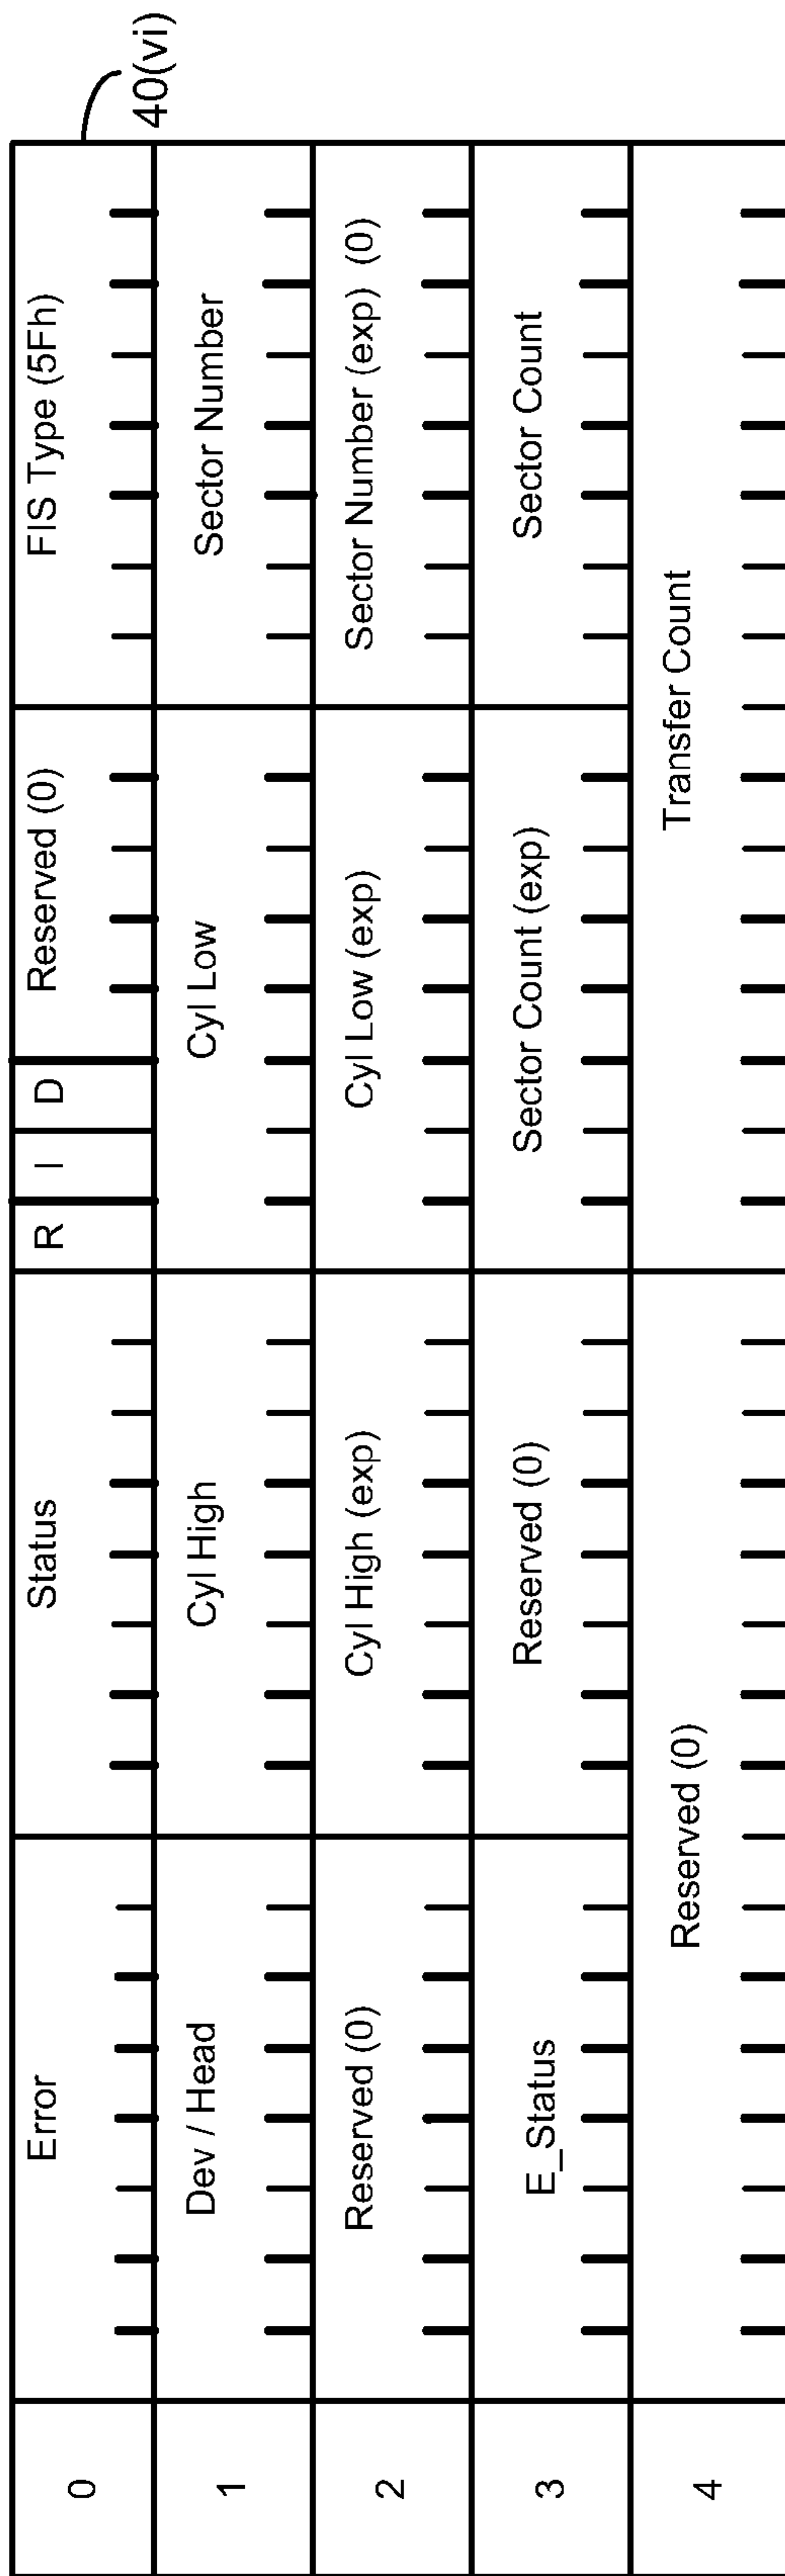 40(vi)
0 Error Status R I D Reserved (0) FIS Type (5Fh)
1 Dev / Head Cyl High Cyl Low Sector Number
2 Reserved (0) Cyl High (exp) Cyl Low (exp) Sector Number (exp) (0)
3 E_Status Reserved (0) Sector Count (exp) Sector Count
4 Reserved (0) Transfer Count